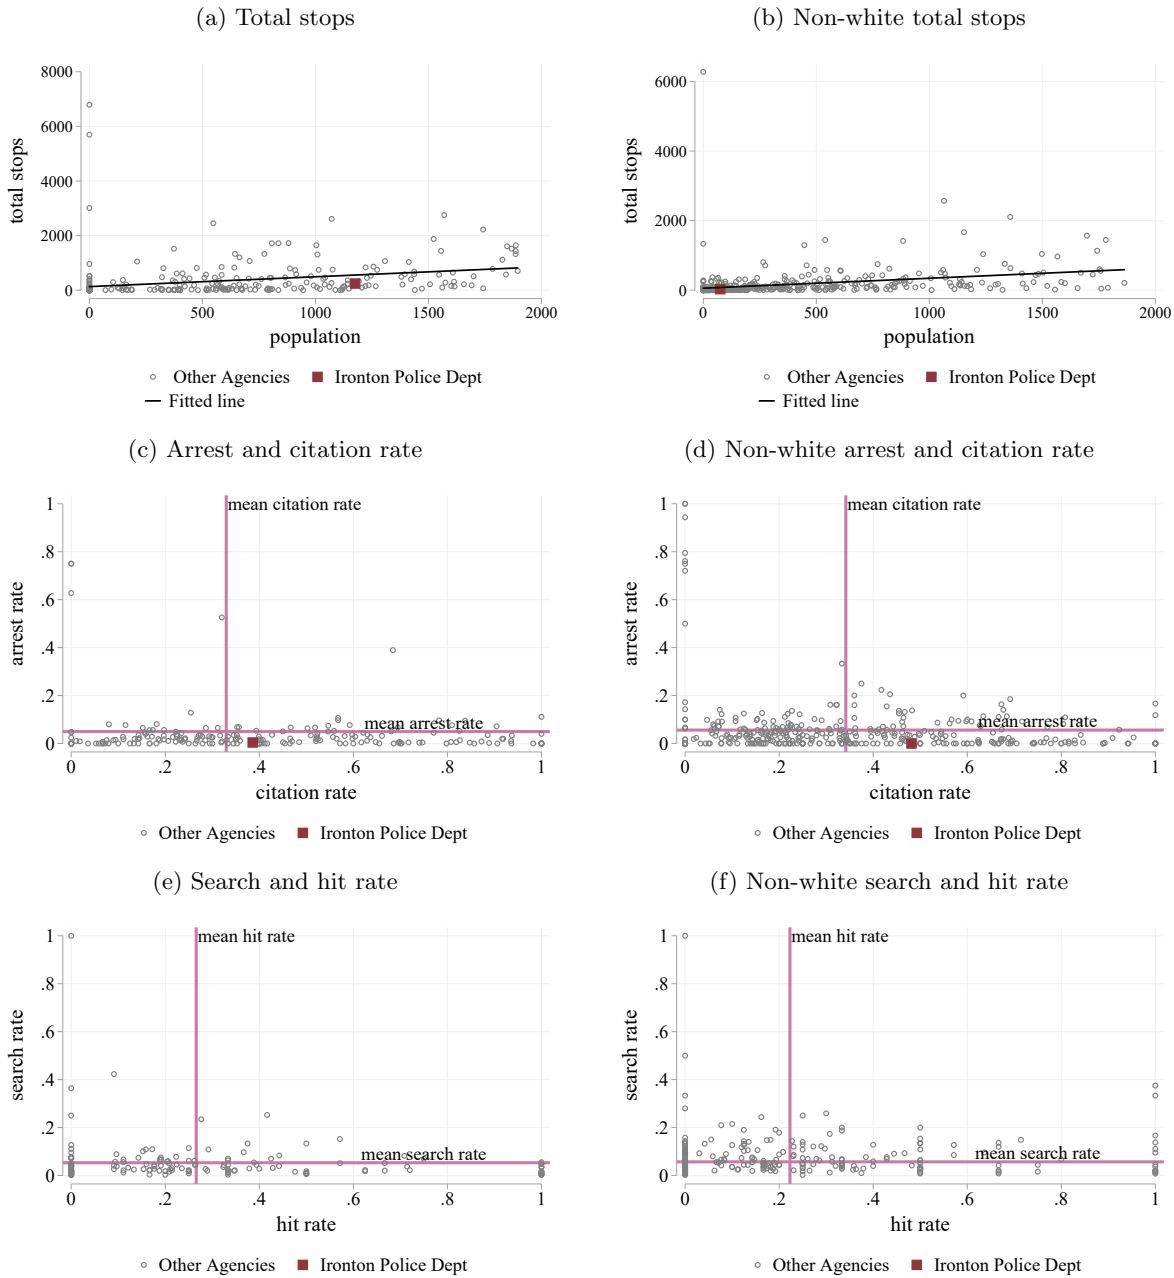 (a) Total stops
(b) Non-white total stops
total stops
8000
6000
4000
2000
0
0 500 1000 1500 2000
population
Other Agencies Ironton Police Dept
Fitted line
total stops
6000
4000
2000
0
0 500 1000 1500 2000
population
Other Agencies Ironton Police Dept
Fitted line
(c) Arrest and citation rate
(d) Non-white arrest and citation rate
arrest rate
1
.8
.6
.4
.2
0
mean citation rate
mean arrest rate
0 .2 .4 .6 .8 1
citation rate
Other Agencies Ironton Police Dept
arrest rate
1
.8
.6
.4
.2
0
mean citation rate
mean arrest rate
0 .2 .4 .6 .8 1
citation rate
Other Agencies Ironton Police Dept
(e) Search and hit rate
(f) Non-white search and hit rate
search rate
1
.8
.6
.4
.2
0
mean hit rate
mean search rate
0 .2 .4 .6 .8 1
hit rate
Other Agencies Ironton Police Dept
search rate
1
.8
.6
.4
.2
0
mean hit rate
mean search rate
0 .2 .4 .6 .8 1
hit rate
Other Agencies Ironton Police Dept